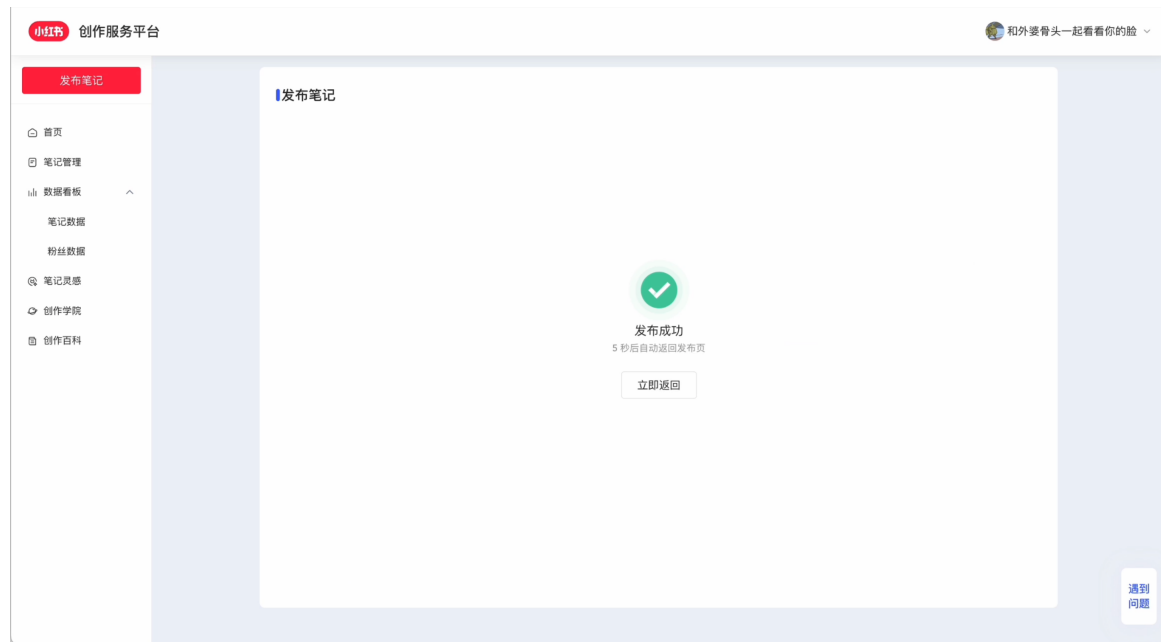 小红书 创作服务平台
和外婆骨头一起看看你的脸
发布笔记
发布笔记
首页
笔记管理
数据看板
笔记数据
粉丝数据
笔记灵感
创作学院
创作百科
发布成功
5 秒后自动返回发布页
立即返回
遇到
问题